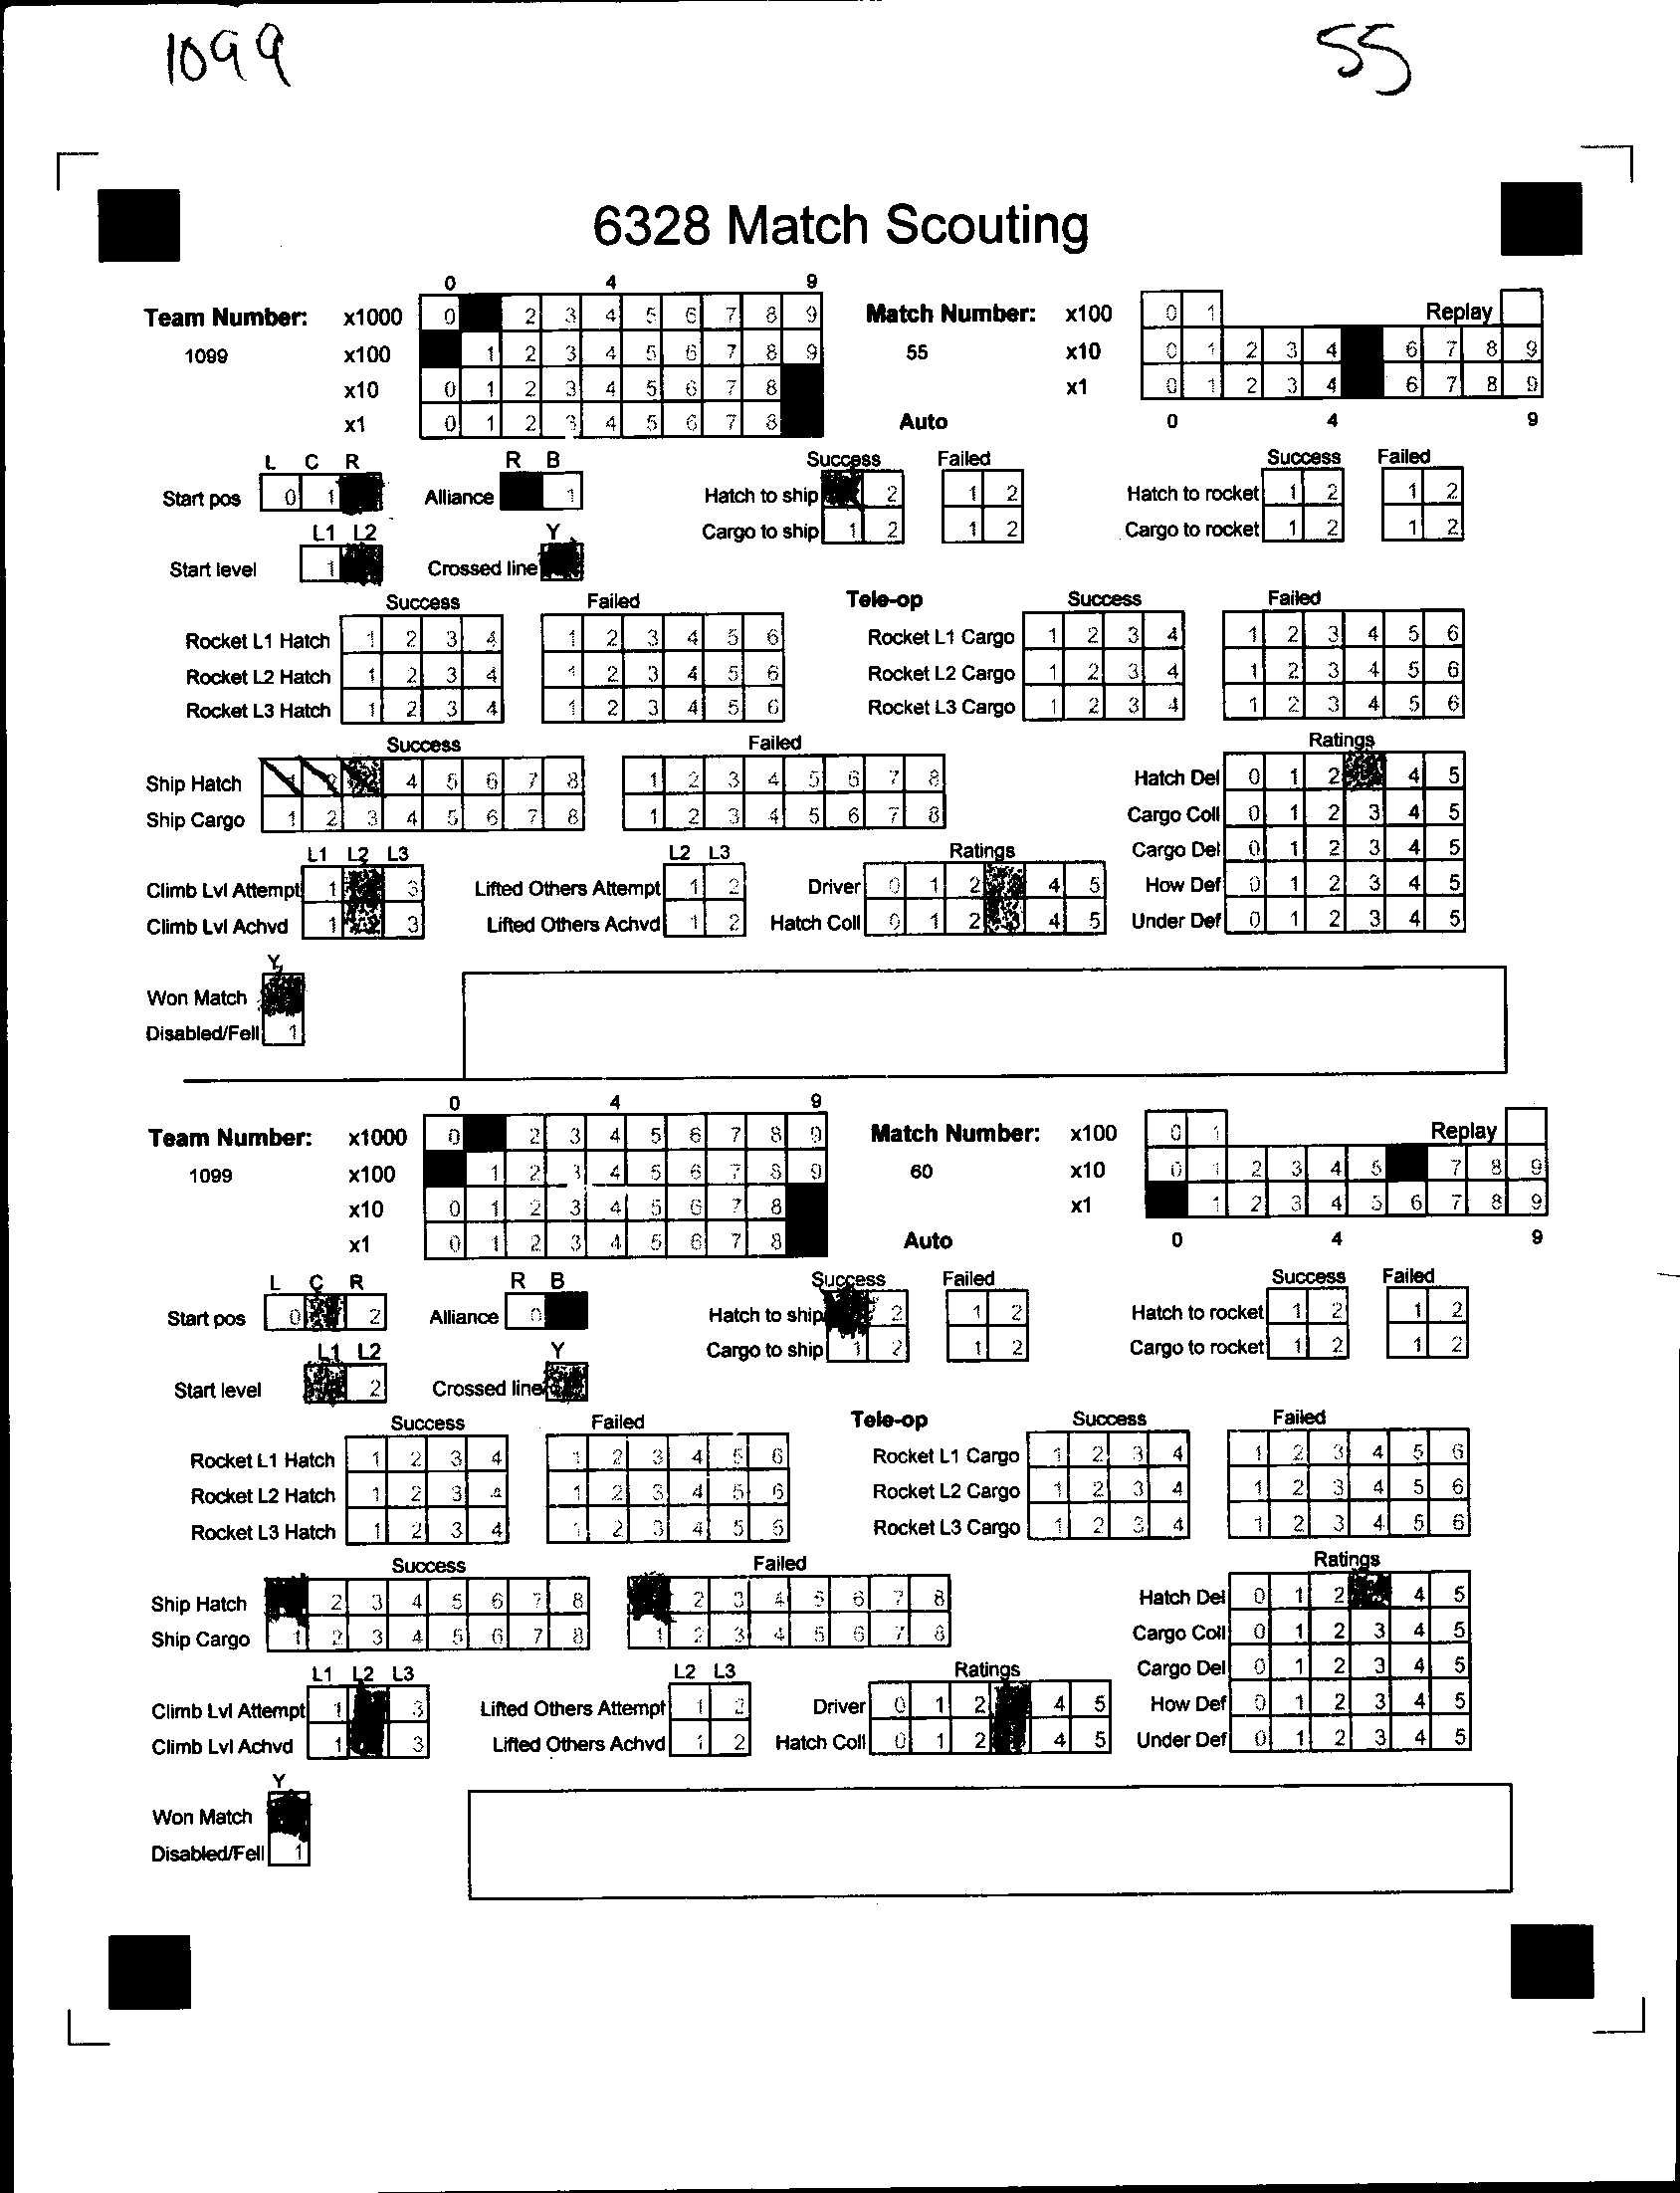 1099 55
6328 Match Scouting
0 4 9
Team Number: x1000 0 2 3 4 5 6 7 8 9 Match Number: x100 0 1 Replay
1099 x100 1 2 3 4 5 6 7 8 9 55 x10 0 1 2 3 4 6 7 8 9
x10 0 1 2 3 4 5 6 7 8 x1 0 1 2 3 4 6 7 8 9
x1 0 1 2 3 4 5 6 7 8 Auto 0 4 9
L C R R B Success Failed Success Failed
Start pos 0 1 Alliance 1 Hatch to ship 2 1 2 Hatch to rocket 1 2 1 2
L1 L2 Y Cargo to ship 1 2 1 2 Cargo to rocket 1 2 1 2
Start level 1 Crossed line
Success Failed Tele-op Success Failed
Rocket L1 Hatch 1 2 3 4 1 2 3 4 5 6 Rocket L1 Cargo 1 2 3 4 1 2 3 4 5 6
Rocket L2 Hatch 1 2 3 4 1 2 3 4 5 6 Rocket L2 Cargo 1 2 3 4 1 2 3 4 5 6
Rocket L3 Hatch 1 2 3 4 1 2 3 4 5 6 Rocket L3 Cargo 1 2 3 4 1 2 3 4 5 6
Success Failed Ratings
Ship Hatch 1 2 4 5 6 7 8 1 2 3 4 5 6 7 8 Hatch Del 0 1 2 4 5
Ship Cargo 1 2 3 4 5 6 7 8 1 2 3 4 5 6 7 8 Cargo Coll 0 1 2 3 4 5
L1 L2 L3 L2 L3 Ratings Cargo Del 0 1 2 3 4 5
Climb Lvl Attempt 1 3 Lifted Others Attempt 1 2 Driver 0 1 2 4 5 How Def 0 1 2 3 4 5
Climb Lvl Achvd 1 3 Lifted Others Achvd 1 2 Hatch Coll 0 1 2 3 4 5 Under Def 0 1 2 3 4 5
Y
Won Match
Disabled/Fell 1
0 4 9
Team Number: x1000 0 2 3 4 5 6 7 8 9 Match Number: x100 0 1 Replay
1099 x100 1 2 3 4 5 6 7 8 9 60 x10 0 1 2 3 4 5 7 8 9
x10 0 1 2 3 4 5 6 7 8 x1 1 2 3 4 5 6 7 8 9
x1 0 1 2 3 4 5 6 7 8 Auto 0 4 9
L C R R B Success Failed Success Failed
Start pos 0 2 Alliance 0 Hatch to ship 2 1 2 Hatch to rocket 1 2 1 2
L1 L2 Y Cargo to ship 1 2 1 2 Cargo to rocket 1 2 1 2
Start level 2 Crossed line
Success Failed Tele-op Success Failed
Rocket L1 Hatch 1 2 3 4 1 2 3 4 5 6 Rocket L1 Cargo 1 2 3 4 1 2 3 4 5 6
Rocket L2 Hatch 1 2 3 4 1 2 3 4 5 6 Rocket L2 Cargo 1 2 3 4 1 2 3 4 5 6
Rocket L3 Hatch 1 2 3 4 1 2 3 4 5 6 Rocket L3 Cargo 1 2 3 4 1 2 3 4 5 6
Success Failed Ratings
Ship Hatch 2 3 4 5 6 7 8 2 3 4 5 6 7 8 Hatch Del 0 1 2 4 5
Ship Cargo 1 2 3 4 5 6 7 8 1 2 3 4 5 6 7 8 Cargo Coll 0 1 2 3 4 5
L1 L2 L3 L2 L3 Ratings Cargo Del 0 1 2 3 4 5
Climb Lvl Attempt 1 3 Lifted Others Attempt 1 2 Driver 0 1 2 4 5 How Def 0 1 2 3 4 5
Climb Lvl Achvd 1 3 Lifted Others Achvd 1 2 Hatch Coll 0 1 2 4 5 Under Def 0 1 2 3 4 5
Y
Won Match
Disabled/Fell 1